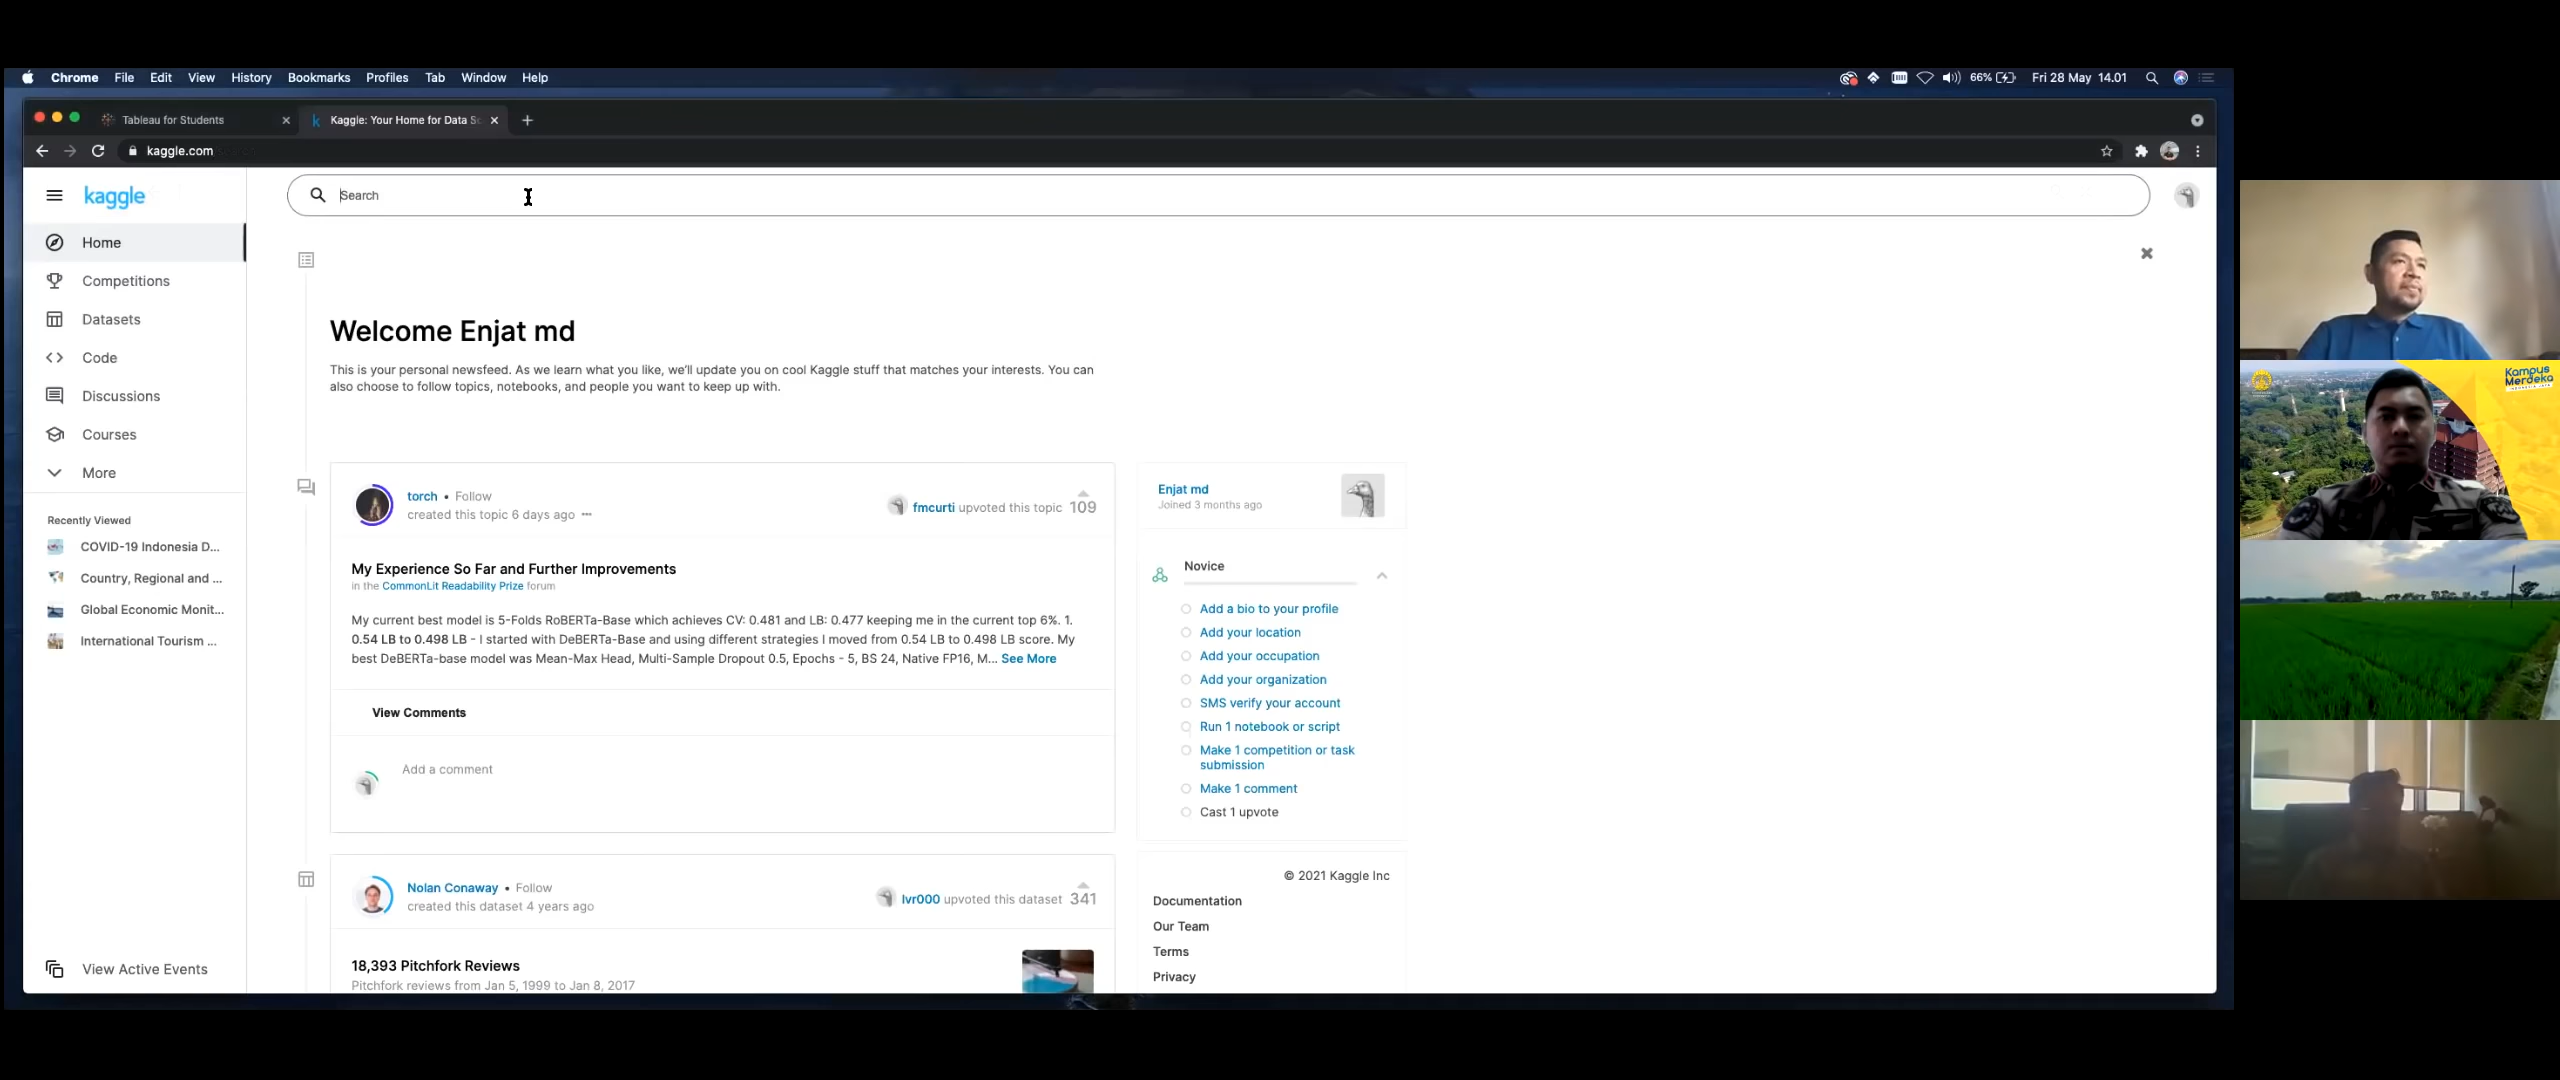 Chrome File Edit View History Bookmarks Profiles Tab Window Help
66% Fri 28 May 14.01
Tableau for Students
Kaggle: Your Home for Data Sc
kaggle.com
kaggle
Search
Home
Competitions
Datasets
Code
Discussions
Courses
More
Recently Viewed
COVID-19 Indonesia D...
Country, Regional and ...
Global Economic Monit...
International Tourism ...
View Active Events
Welcome Enjat md
This is your personal newsfeed. As we learn what you like, we'll update you on cool Kaggle stuff that matches your interests. You can
also choose to follow topics, notebooks, and people you want to keep up with.
torch • Follow
created this topic 6 days ago •••
fmcurti upvoted this topic 109
My Experience So Far and Further Improvements
in the CommonLit Readability Prize forum
My current best model is 5-Folds RoBERTa-Base which achieves CV: 0.481 and LB: 0.477 keeping me in the current top 6%. 1.
0.54 LB to 0.498 LB - I started with DeBERTa-Base and using different strategies I moved from 0.54 LB to 0.498 LB score. My
best DeBERTa-base model was Mean-Max Head, Multi-Sample Dropout 0.5, Epochs - 5, BS 24, Native FP16, M... See More
View Comments
Add a comment
Nolan Conaway • Follow
created this dataset 4 years ago
lvr000 upvoted this dataset 341
18,393 Pitchfork Reviews
Pitchfork reviews from Jan 5, 1999 to Jan 8, 2017
Enjat md
Joined 3 months ago
Novice
Add a bio to your profile
Add your location
Add your occupation
Add your organization
SMS verify your account
Run 1 notebook or script
Make 1 competition or task
submission
Make 1 comment
Cast 1 upvote
© 2021 Kaggle Inc
Documentation
Our Team
Terms
Privacy
Kampus
Merdeka